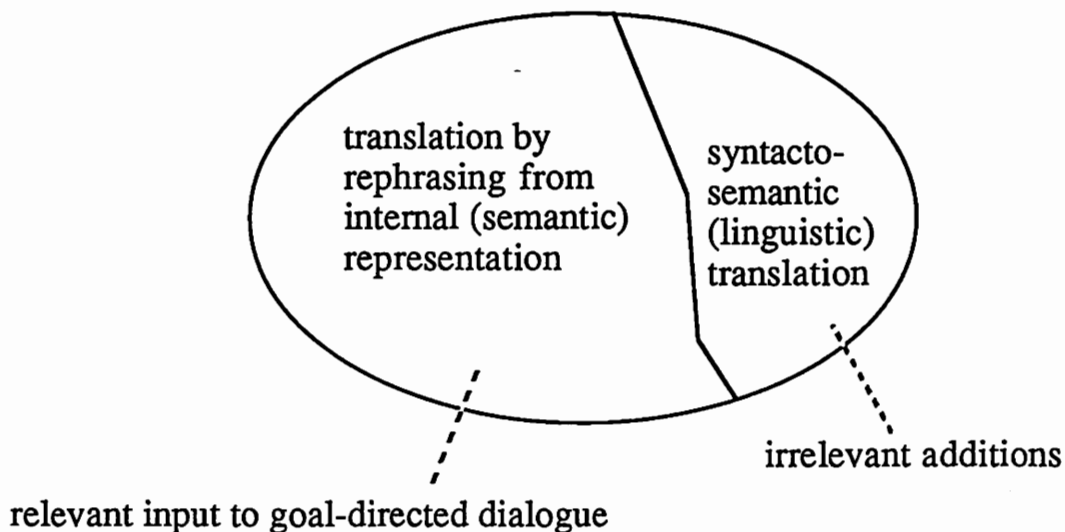 translation by
rephrasing from
internal (semantic)
representation
syntacto-
semantic
(linguistic)
translation
irrelevant additions
relevant input to goal-directed dialogue